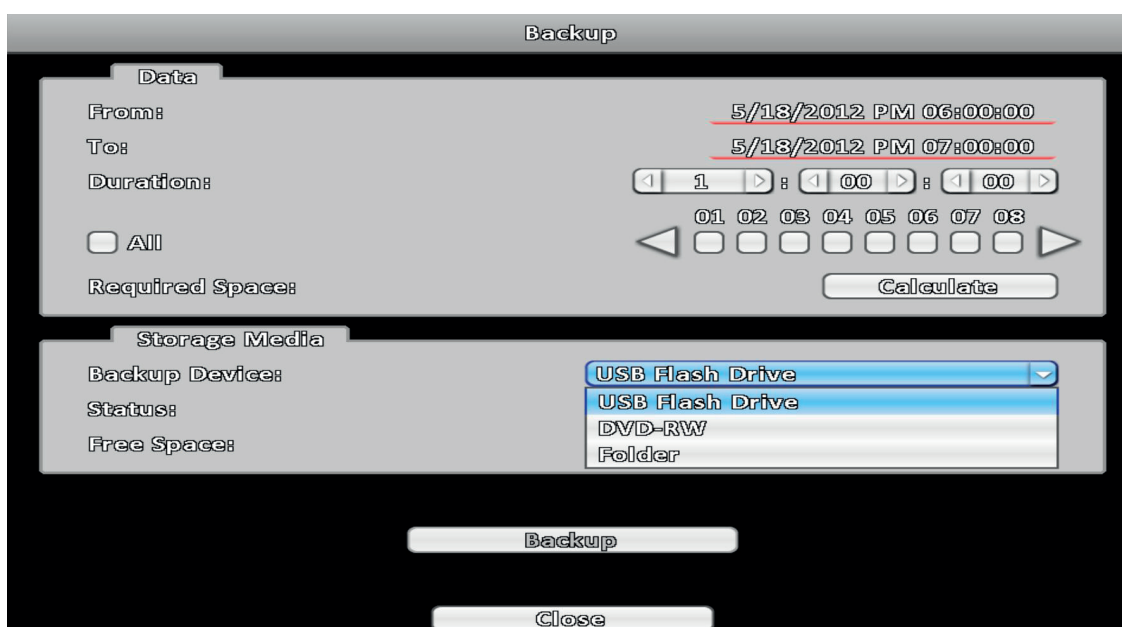 Backup
Data
From: 5/18/2012 PM 06:00:00
To: 5/18/2012 PM 07:00:00
Duration: 1 : 00 : 00
01 02 03 04 05 06 07 08
All
Required Space: Calculate
Storage Media
Backup Device: USB Flash Drive
Status: USB Flash Drive
DVD-RW
Free Space: Folder
Backup
Close